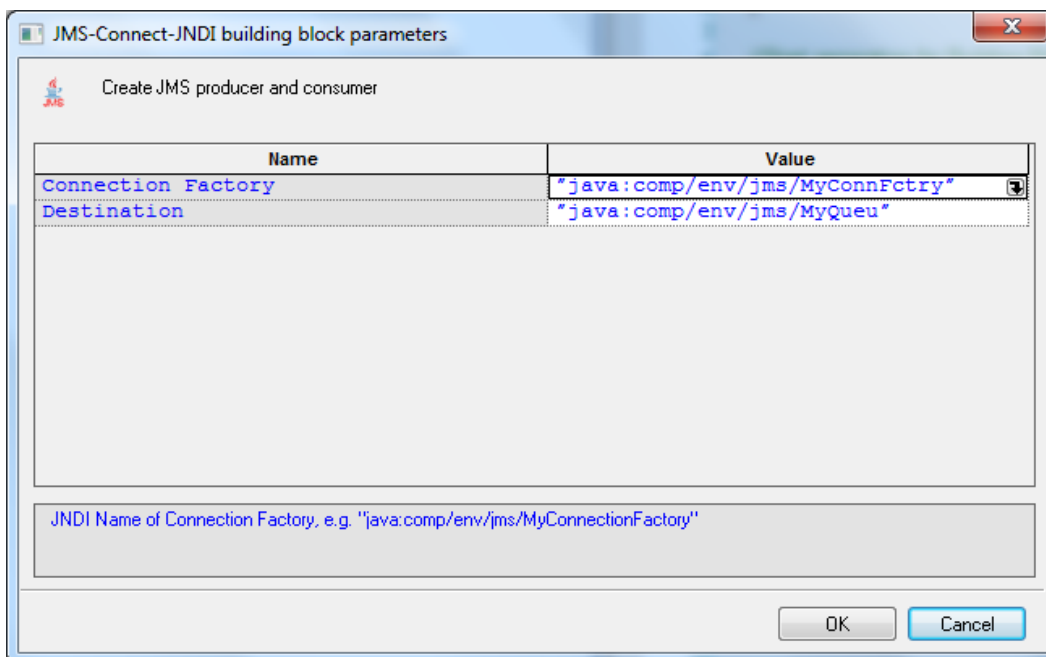 JMS-Connect-JNDI building block parameters
JMS
Create JMS producer and consumer
Name Value
Connection Factory "java:comp/env/jms/MyConnFctry"
Destination "java:comp/env/jms/MyQueu"
JNDI Name of Connection Factory, e.g. "java:comp/env/jms/MyConnectionFactory"
OK Cancel